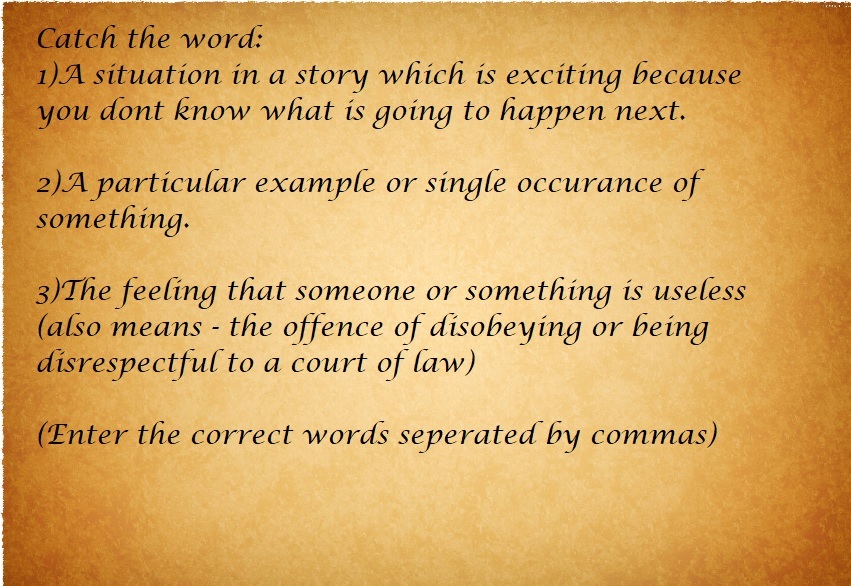 Catch the word:
1)A situation in a story which is exciting because
you dont know what is going to happen next.
2)A particular example or single occurance of
something.
3)The feeling that someone or something is useless
(also means - the offence of disobeying or being
disrespectful to a court of law)
(Enter the correct words seperated by commas)